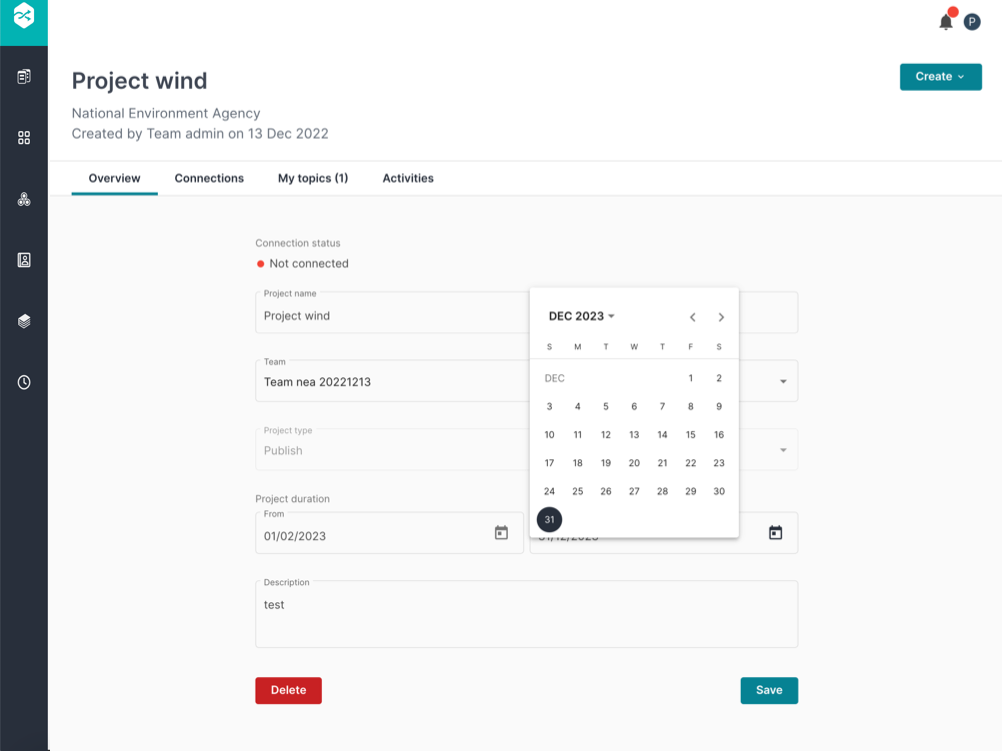 P
Project wind
Create
National Environment Agency
Created by Team admin on 13 Dec 2022
Overview Connections My topics (1) Activities
Connection status
Not connected
Project name
Project wind
Team
Team nea 20221213
Project type
Publish
Project duration
From
01/02/2023
DEC 2023
S M T W T F S
DEC 1 2
3 4 5 6 7 8 9
10 11 12 13 14 15 16
17 18 19 20 21 22 23
24 25 26 27 28 29 30
31
Description
test
Delete Save